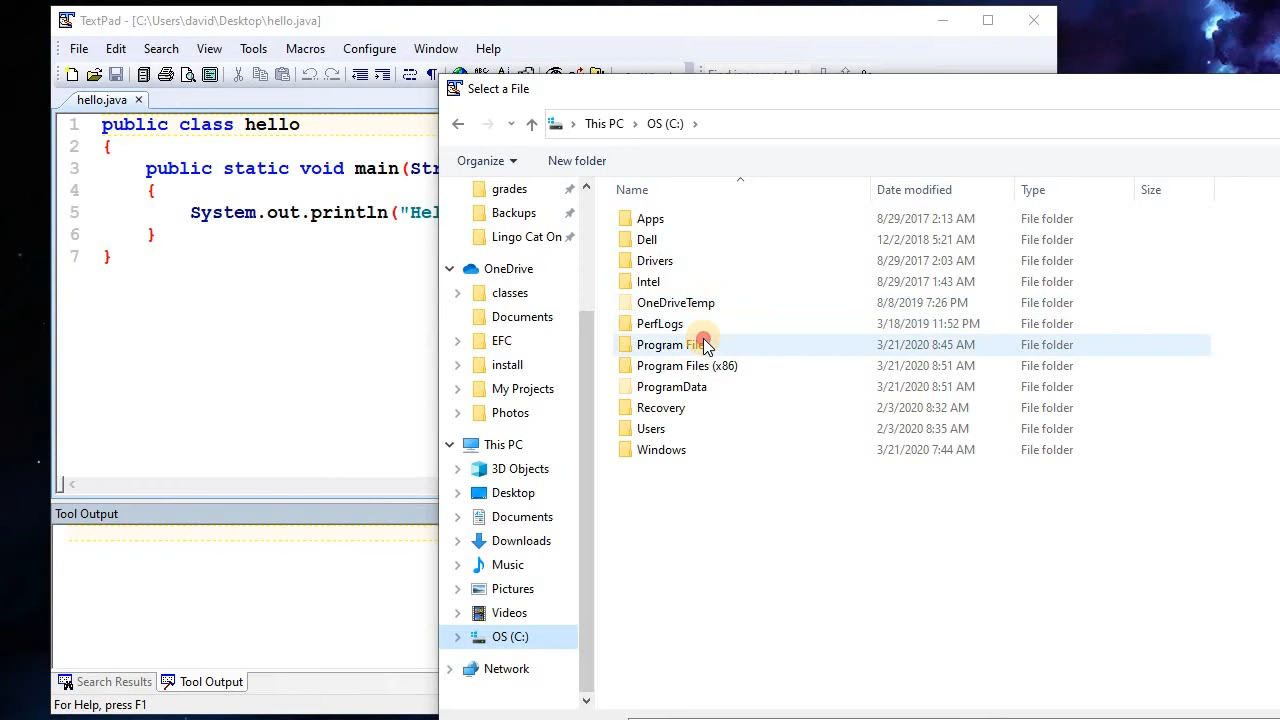 TextPad - [C:\Users\david\Desktop\hello.java]
File Edit Search View Tools Macros Configure Window Help
hello.java
1 public class hello
2 {
3 public static void main(Str
4 {
5 System.out.println("Hel
6 }
7 }
Tool Output
Search Results Tool Output
For Help, press F1
Select a File
This PC OS (C:)
Organize New folder
grades
Backups
Lingo Cat On
OneDrive
classes
Documents
EFC
install
My Projects
Photos
This PC
3D Objects
Desktop
Documents
Downloads
Music
Pictures
Videos
OS (C:)
Network
Name Date modified Type Size
Apps 8/29/2017 2:13 AM File folder
Dell 12/2/2018 5:21 AM File folder
Drivers 8/29/2017 2:03 AM File folder
Intel 8/29/2017 1:43 AM File folder
OneDriveTemp 8/8/2019 7:26 PM File folder
PerfLogs 3/18/2019 11:52 PM File folder
Program Files 3/21/2020 8:45 AM File folder
Program Files (x86) 3/21/2020 8:51 AM File folder
ProgramData 3/21/2020 8:51 AM File folder
Recovery 2/3/2020 8:32 AM File folder
Users 2/3/2020 8:35 AM File folder
Windows 3/21/2020 7:44 AM File folder